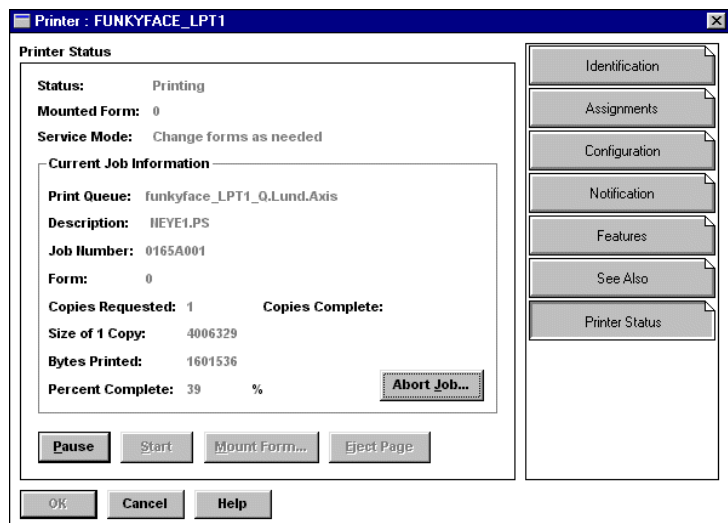 Printer : FUNKYFACE_LPT1
Printer Status
Status: Printing
Mounted Form: 0
Service Mode: Change forms as needed
Current Job Information
Print Queue: funkyface_LPT1_Q.Lund.Axis
Description: NEYE1.PS
Job Number: 0165A001
Form: 0
Copies Requested: 1 Copies Complete:
Size of 1 Copy: 4006329
Bytes Printed: 1601536
Percent Complete: 39 %
Abort Job...
Pause Start Mount Form... Eject Page
OK Cancel Help
Identification
Assignments
Configuration
Notification
Features
See Also
Printer Status